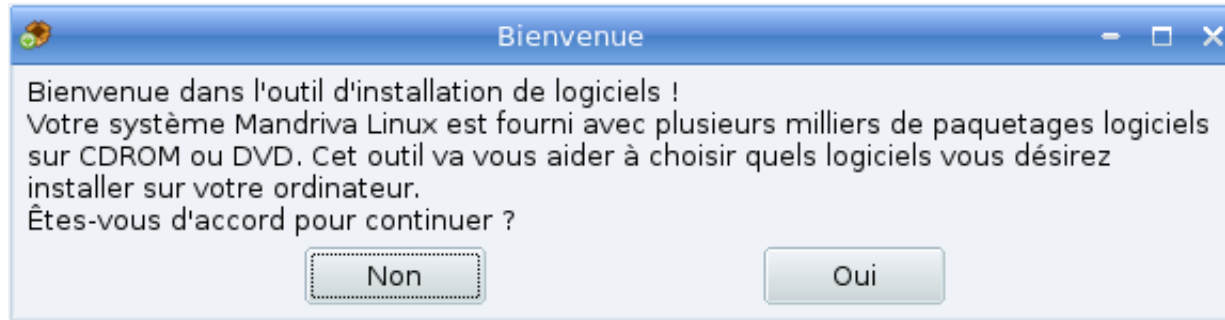 Bienvenue
Bienvenue dans l'outil d'installation de logiciels !
Votre système Mandriva Linux est fourni avec plusieurs milliers de paquetages logiciels
sur CDROM ou DVD. Cet outil va vous aider à choisir quels logiciels vous désirez
installer sur votre ordinateur.
Êtes-vous d'accord pour continuer ?
Non Oui